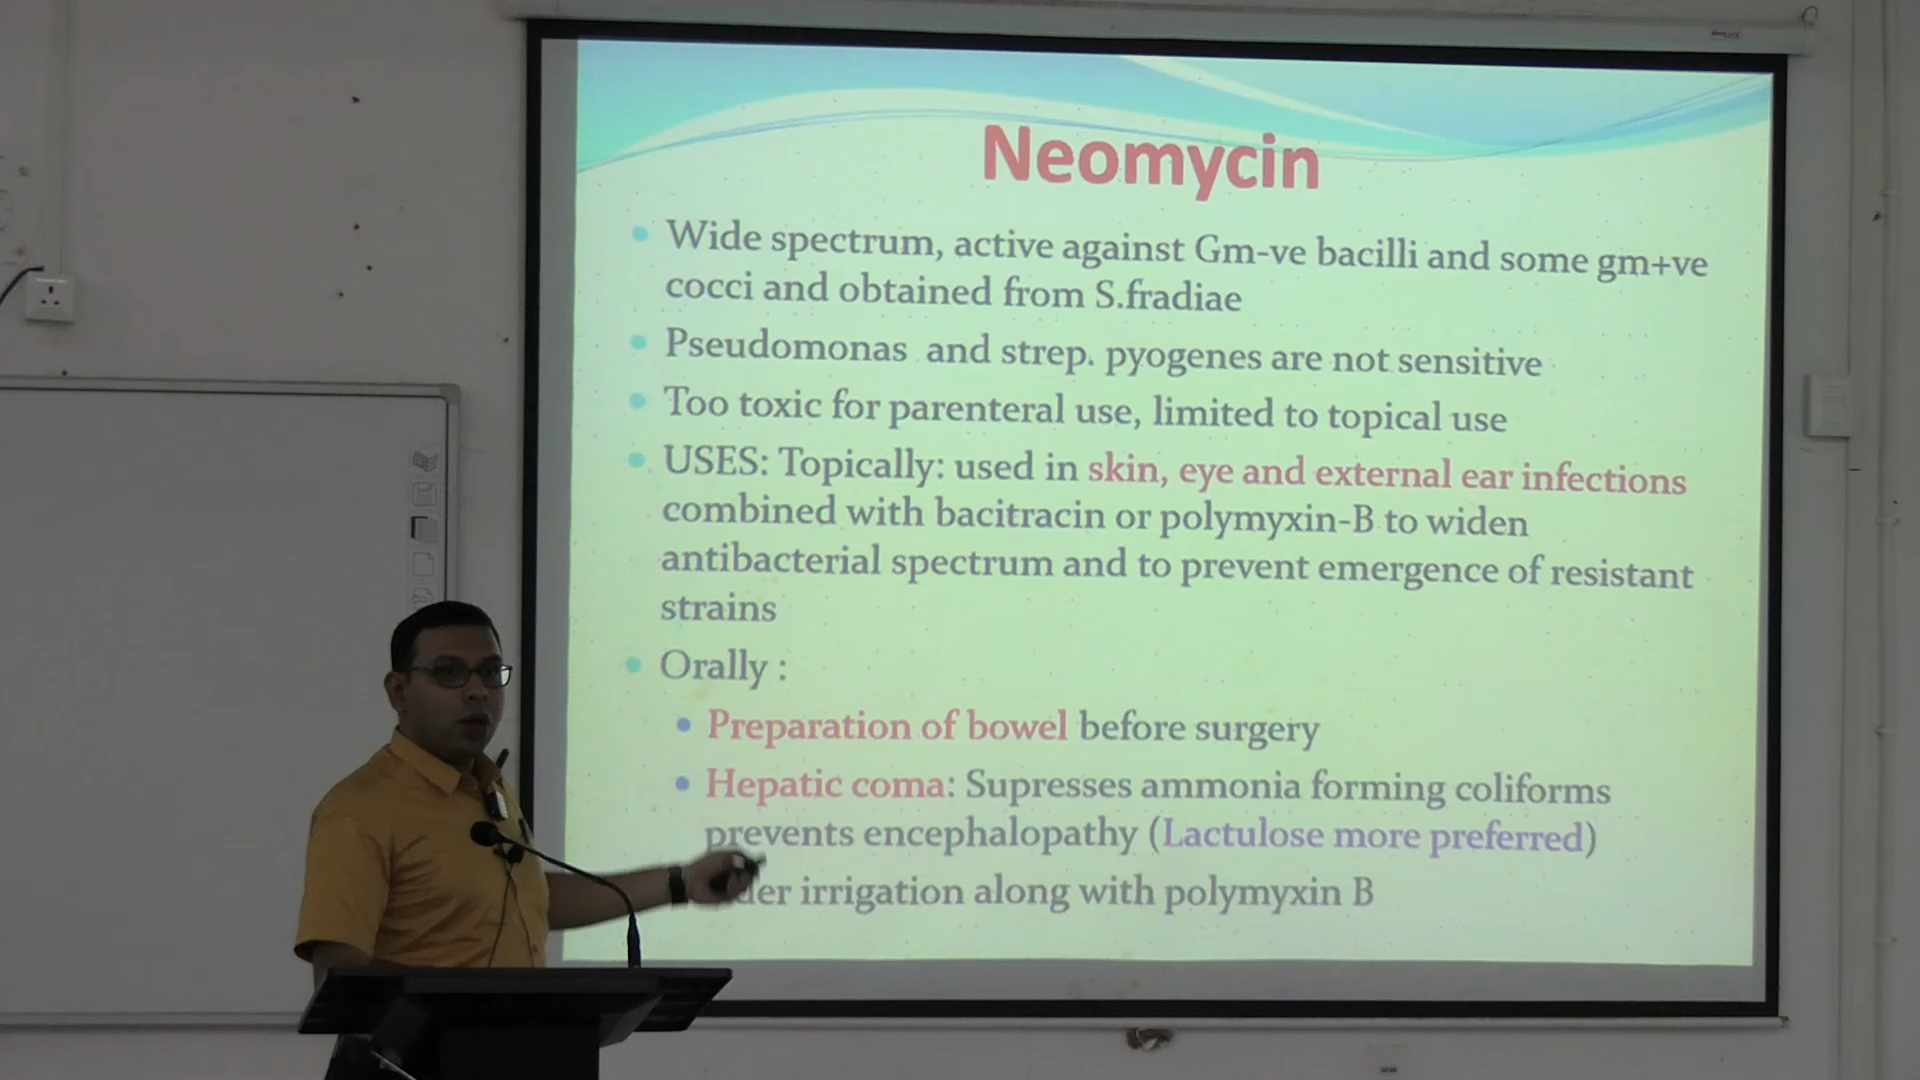 Neomycin
Wide spectrum, active against Gm-ve bacilli and some gm+ve
cocci and obtained from S.fradiae
Pseudomonas and strep. pyogenes are not sensitive
Too toxic for parenteral use, limited to topical use
USES: Topically: used in skin, eye and external ear infections
combined with bacitracin or polymyxin-B to widen
antibacterial spectrum and to prevent emergence of resistant
strains
Orally :
Preparation of bowel before surgery
Hepatic coma: Supresses ammonia forming coliforms
prevents encephalopathy (Lactulose more preferred)
irrigation along with polymyxin B